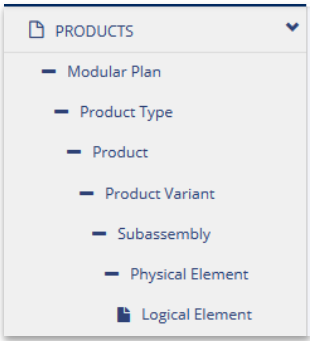 PRODUCTS
Modular Plan
Product Type
Product
Product Variant
Subassembly
Physical Element
Logical Element